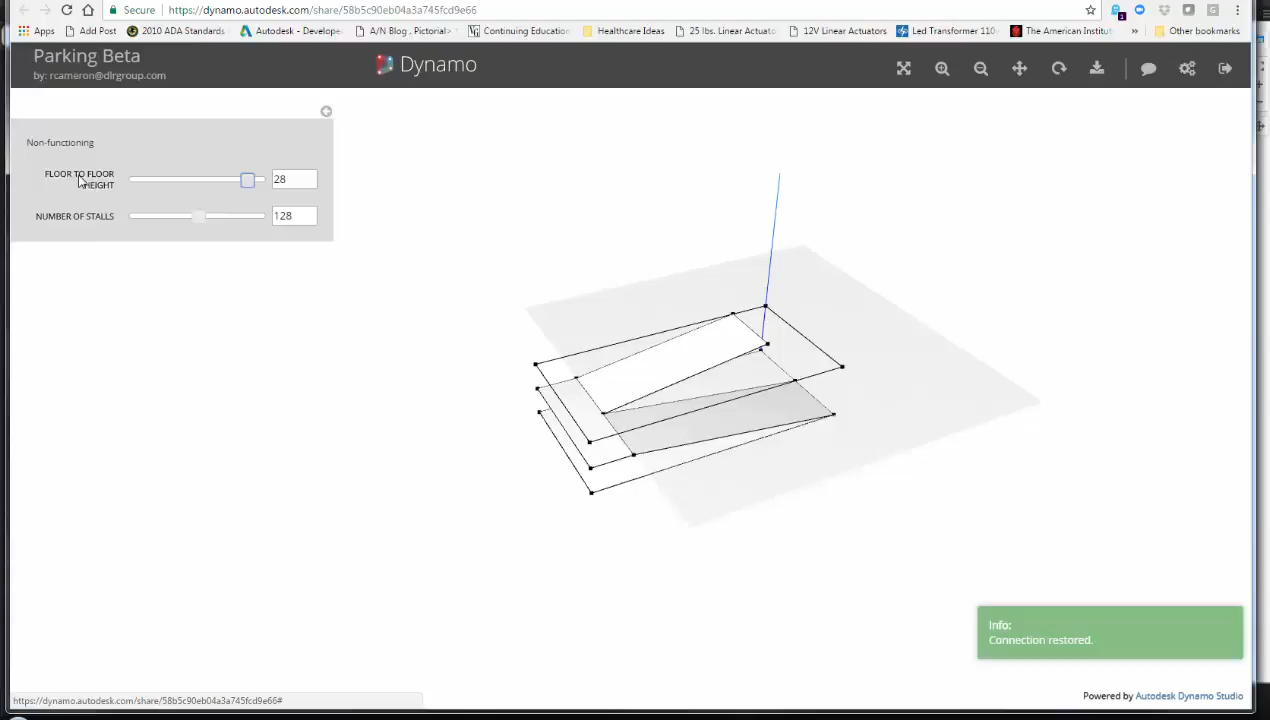 Secure https://dynamo.autodesk.com/share/58b5c90eb04a3a745fcd9e66
Apps Add Post 2010 ADA Standards Autodesk - Develope A/N Blog . Pictorial> Continuing Education Healthcare Ideas 25 lbs. Linear Actuato 12V Linear Actuators Led Transformer 110 The American Institut » Other bookmarks
Parking Beta
by: rcameron@dlrgroup.com
Dynamo
Non-functioning
FLOOR TO FLOOR
HEIGHT
28
NUMBER OF STALLS
128
Info:
Connection restored.
Powered by Autodesk Dynamo Studio
https://dynamo.autodesk.com/share/58b5c90eb04a3a745fcd9e66#